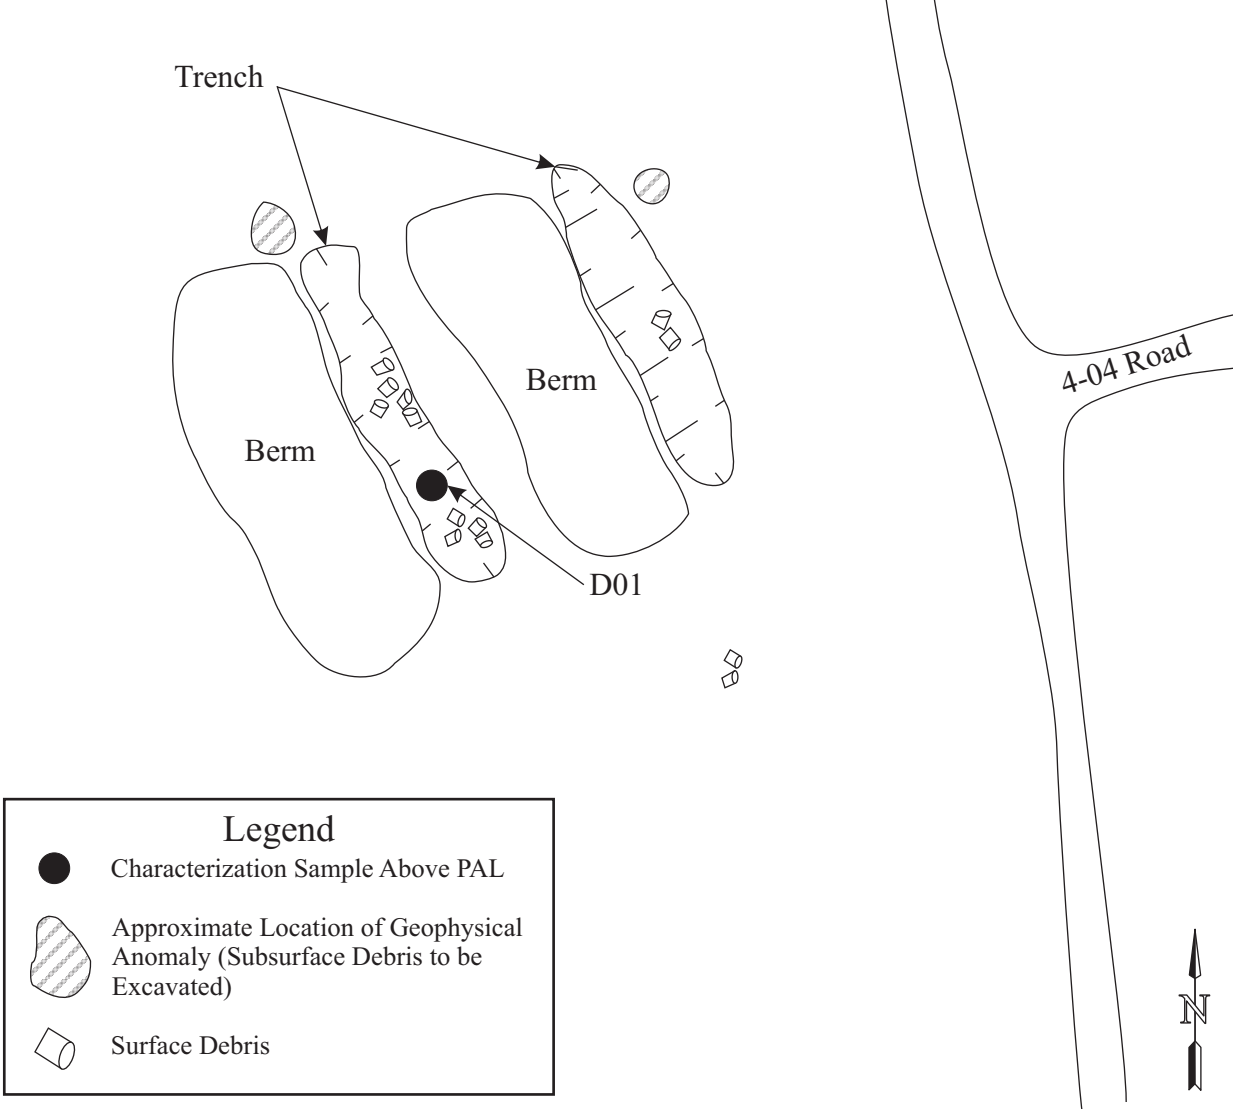 Trench
4-04 Road
Berm
Berm
D01
Legend
Characterization Sample Above PAL
Approximate Location of Geophysical
Anomaly (Subsurface Debris to be
Excavated)
Surface Debris
N